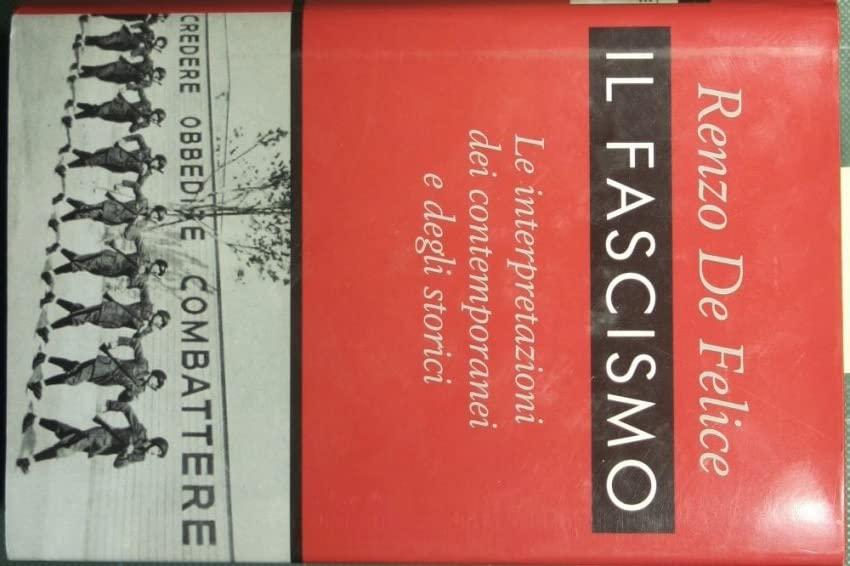 Renzo De Felice
IL FASCISMO
Le interpretazioni
dei contemporanei
e degli storici
CREDERE OBBEDIRE COMBATTERE